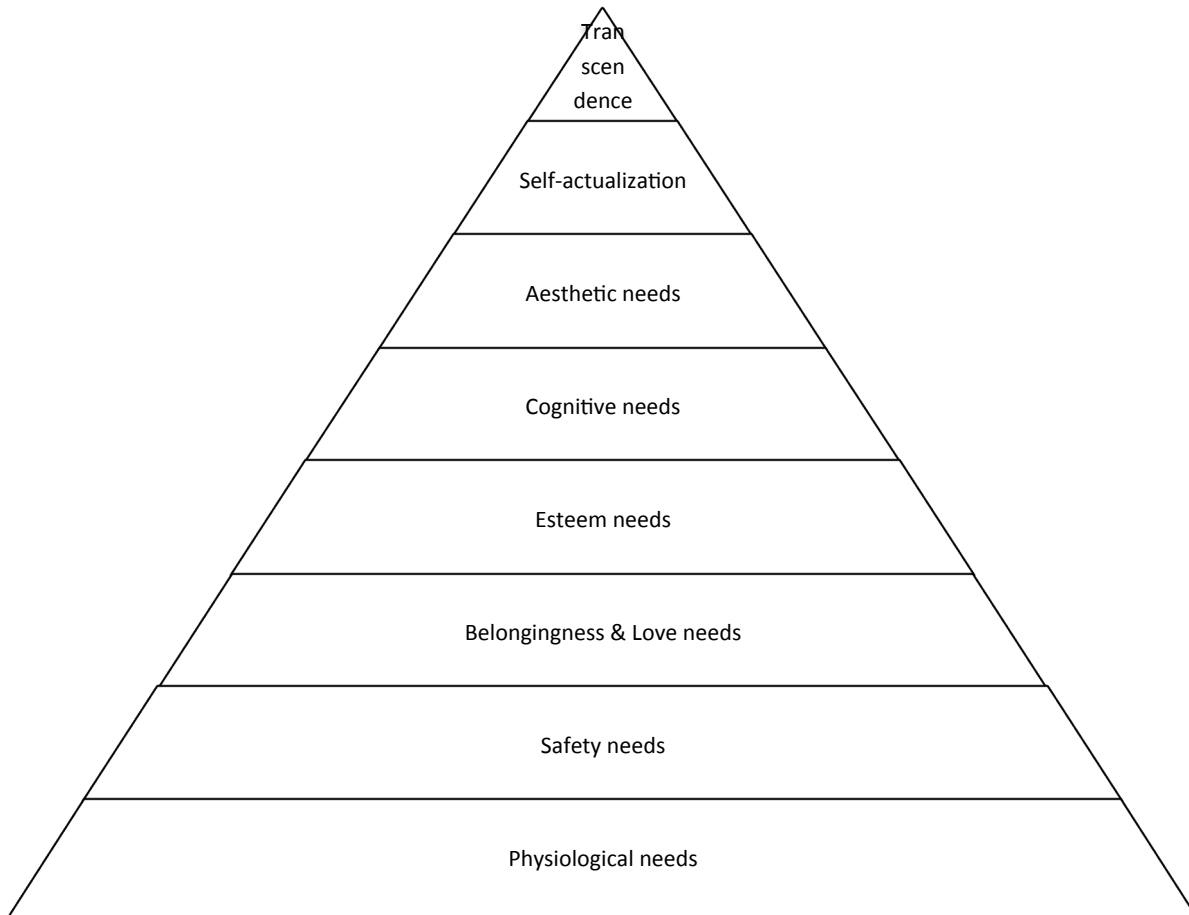 Tran
scen
dence
Self-actualization
Aesthetic needs
Cognitive needs
Esteem needs
Belongingness & Love needs
Safety needs
Physiological needs